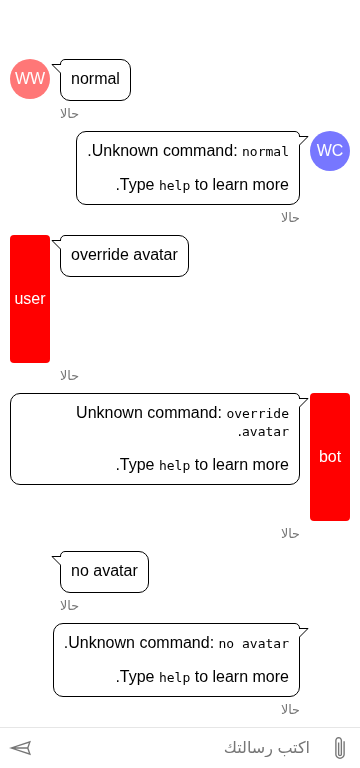 WW
normal
حالا
WC
Unknown command: normal.
Type help to learn more.
حالا
user
override avatar
حالا
bot
Unknown command: override
avatar.
Type help to learn more.
حالا
no avatar
حالا
Unknown command: no avatar.
Type help to learn more.
حالا
اكتب رسالتك